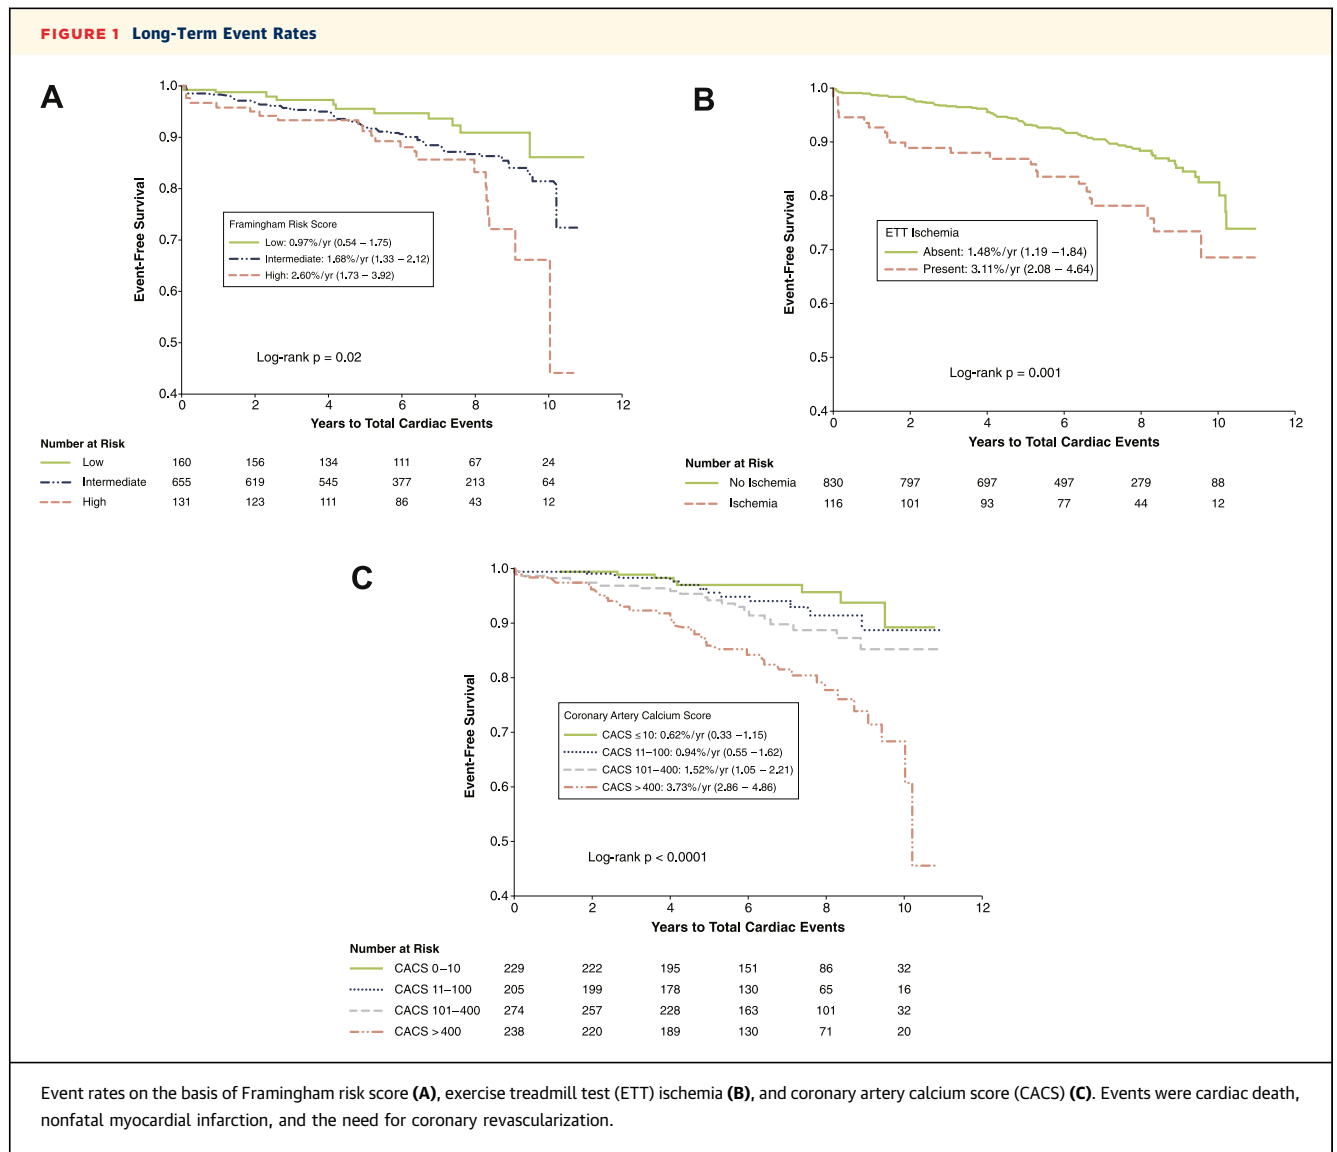 FIGURE 1 Long-Term Event Rates
A
Event-Free Survival
1.0
0.9
0.8
0.7
0.6
0.5
0.4
Framingham Risk Score
Low: 0.97%/yr (0.54 – 1.75)
Intermediate: 1.68%/yr (1.33 – 2.12)
High: 2.60%/yr (1.73 – 3.92)
Log-rank p = 0.02
0 2 4 6 8 10 12
Years to Total Cardiac Events
Number at Risk
Low 160 156 134 111 67 24
Intermediate 655 619 545 377 213 64
High 131 123 111 86 43 12
B
Event-Free Survival
1.0
0.9
0.8
0.7
0.6
0.5
0.4
ETT Ischemia
Absent: 1.48%/yr (1.19 –1.84)
Present: 3.11%/yr (2.08 – 4.64)
Log-rank p = 0.001
0 2 4 6 8 10 12
Years to Total Cardiac Events
Number at Risk
No Ischemia 830 797 697 497 279 88
Ischemia 116 101 93 77 44 12
C
Event-Free Survival
1.0
0.9
0.8
0.7
0.6
0.5
0.4
Coronary Artery Calcium Score
CACS ≤10: 0.62%/yr (0.33 –1.15)
CACS 11–100: 0.94%/yr (0.55 –1.62)
CACS 101–400: 1.52%/yr (1.05 – 2.21)
CACS >400: 3.73%/yr (2.86 – 4.86)
Log-rank p < 0.0001
0 2 4 6 8 10 12
Years to Total Cardiac Events
Number at Risk
CACS 0–10 229 222 195 151 86 32
CACS 11–100 205 199 178 130 65 16
CACS 101–400 274 257 228 163 101 32
CACS >400 238 220 189 130 71 20
Event rates on the basis of Framingham risk score (A), exercise treadmill test (ETT) ischemia (B), and coronary artery calcium score (CACS) (C). Events were cardiac death,
nonfatal myocardial infarction, and the need for coronary revascularization.